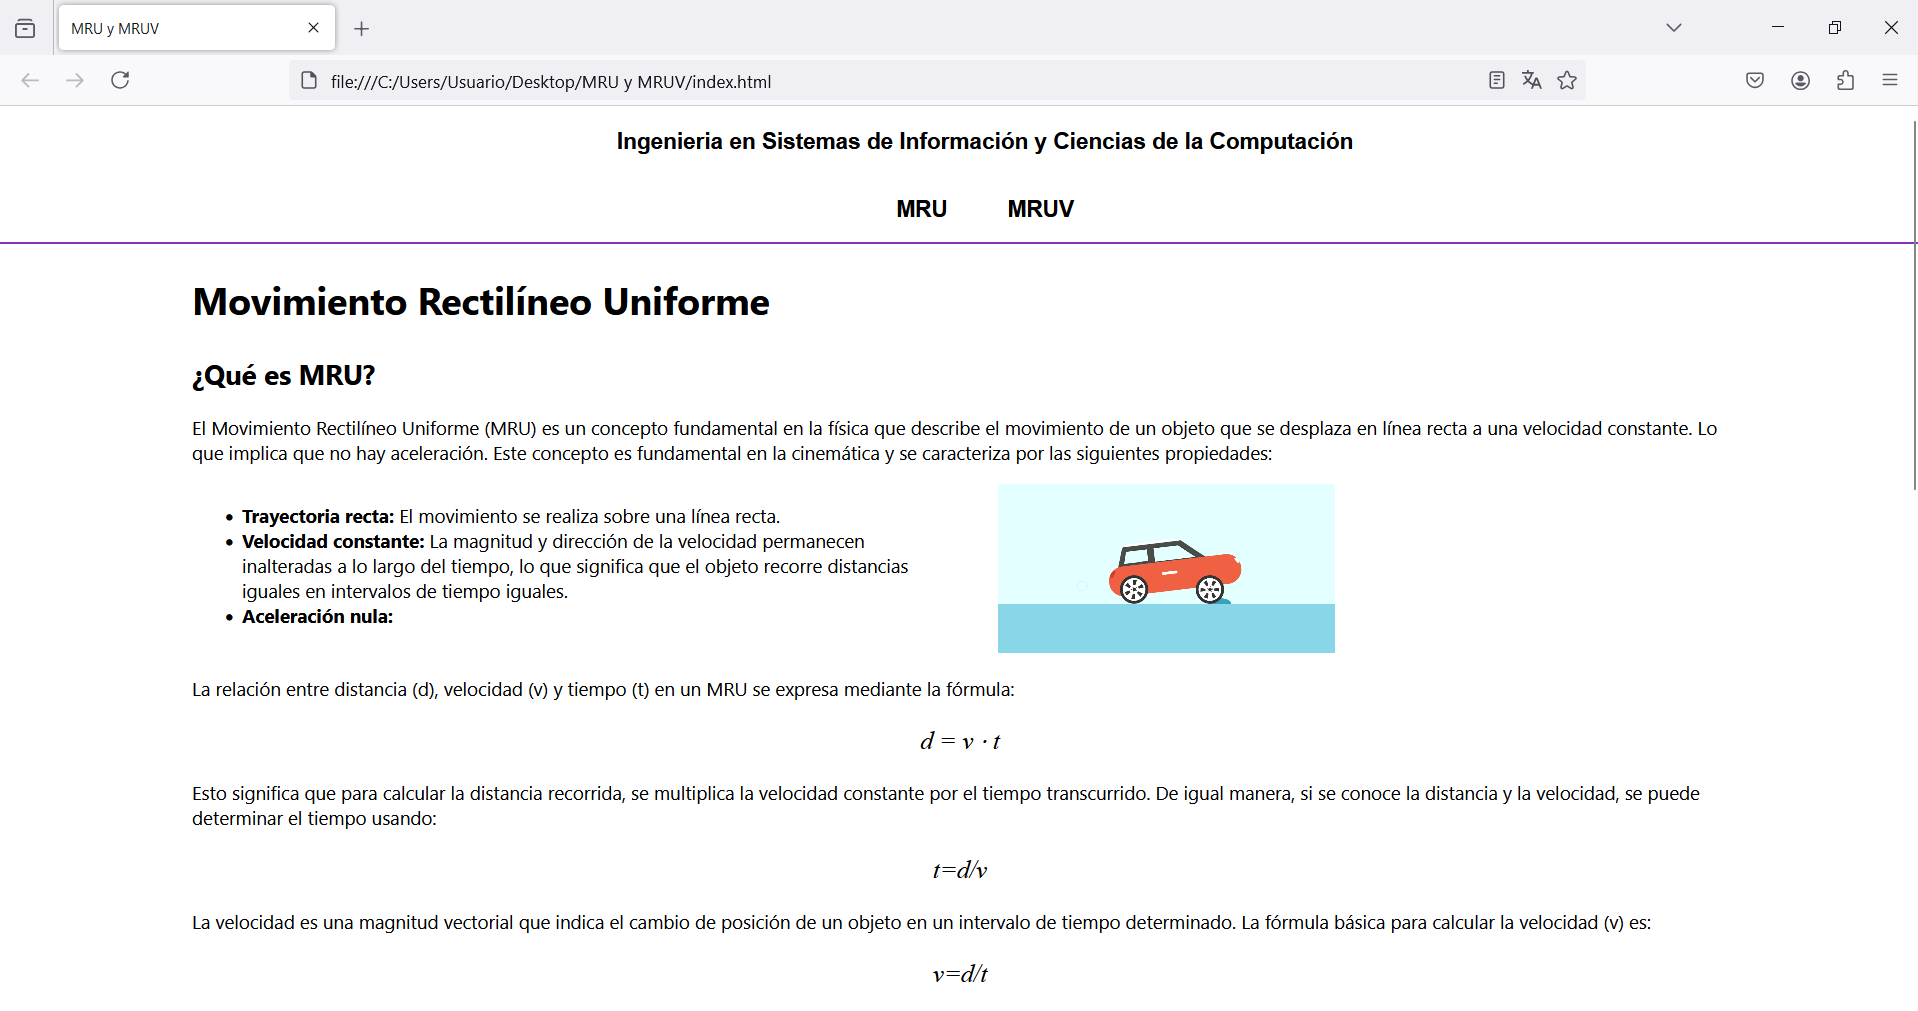 MRU y MRUV
file:///C:/Users/Usuario/Desktop/MRU y MRUV/index.html
Ingenieria en Sistemas de Información y Ciencias de la Computación
MRU MRUV
Movimiento Rectilíneo Uniforme
¿Qué es MRU?
El Movimiento Rectilíneo Uniforme (MRU) es un concepto fundamental en la física que describe el movimiento de un objeto que se desplaza en línea recta a una velocidad constante. Lo
que implica que no hay aceleración. Este concepto es fundamental en la cinemática y se caracteriza por las siguientes propiedades:
• Trayectoria recta: El movimiento se realiza sobre una línea recta.
• Velocidad constante: La magnitud y dirección de la velocidad permanecen
inalteradas a lo largo del tiempo, lo que significa que el objeto recorre distancias
iguales en intervalos de tiempo iguales.
• Aceleración nula:
La relación entre distancia (d), velocidad (v) y tiempo (t) en un MRU se expresa mediante la fórmula:
d = v · t
Esto significa que para calcular la distancia recorrida, se multiplica la velocidad constante por el tiempo transcurrido. De igual manera, si se conoce la distancia y la velocidad, se puede
determinar el tiempo usando:
t=d/v
La velocidad es una magnitud vectorial que indica el cambio de posición de un objeto en un intervalo de tiempo determinado. La fórmula básica para calcular la velocidad (v) es:
v=d/t